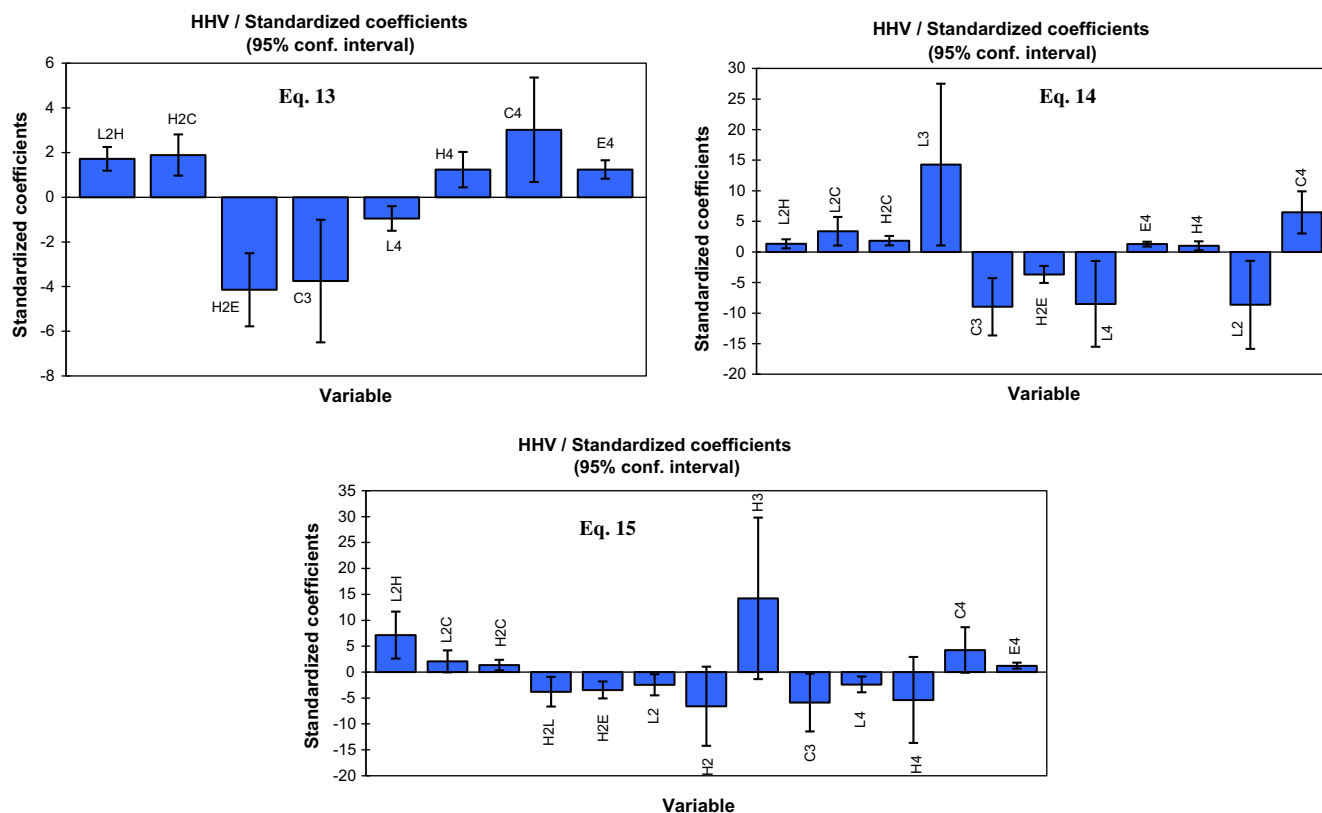 HHV / Standardized coefficients
(95% conf. interval)
Eq. 13
Standardized coefficients
6
4
2
0
-2
-4
-6
-8
L2H
H2C
H2E
C3
L4
H4
C4
E4
Variable
HHV / Standardized coefficients
(95% conf. interval)
Eq. 14
Standardized coefficients
30
25
20
15
10
5
0
-5
-10
-15
-20
L2H
L2C
H2C
L3
C3
H2E
L4
E4
H4
L2
C4
Variable
HHV / Standardized coefficients
(95% conf. interval)
Eq. 15
Standardized coefficients
35
30
25
20
15
10
5
0
-5
-10
-15
-20
L2H
L2C
H2C
H2L
H2E
L2
H2
H3
C3
L4
H4
C4
E4
Variable